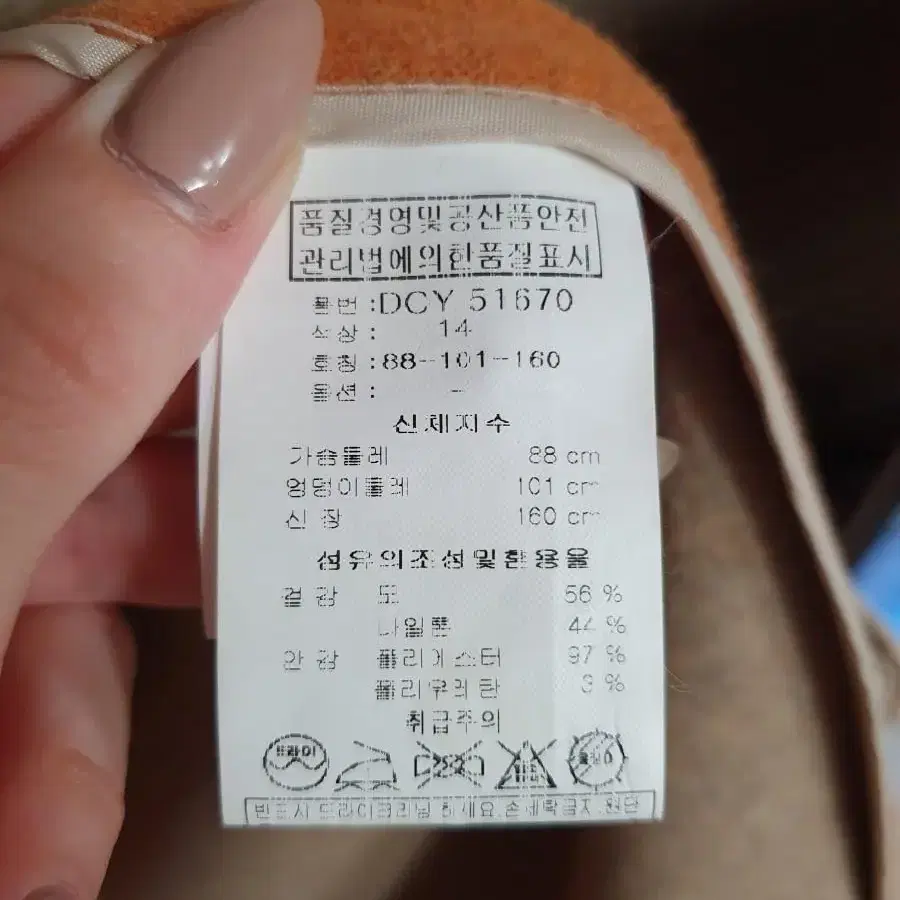 품질경영및공산품안전
관리법에의한품질표시
품번 :DCY 51670
색상 : 14
호칭 :88-101-160
옵션 : -
신체치수
가슴둘레 88 cm
엉덩이둘레 101 cm
신 장 160 cm
섬유의조성및혼용율
겉 감 모 56 %
나일론 44 %
안 감 폴리에스터 97 %
폴리우레탄 3 %
취급주의
드라이
반드시 드라이크리닝 하세요.손세탁금지.원단